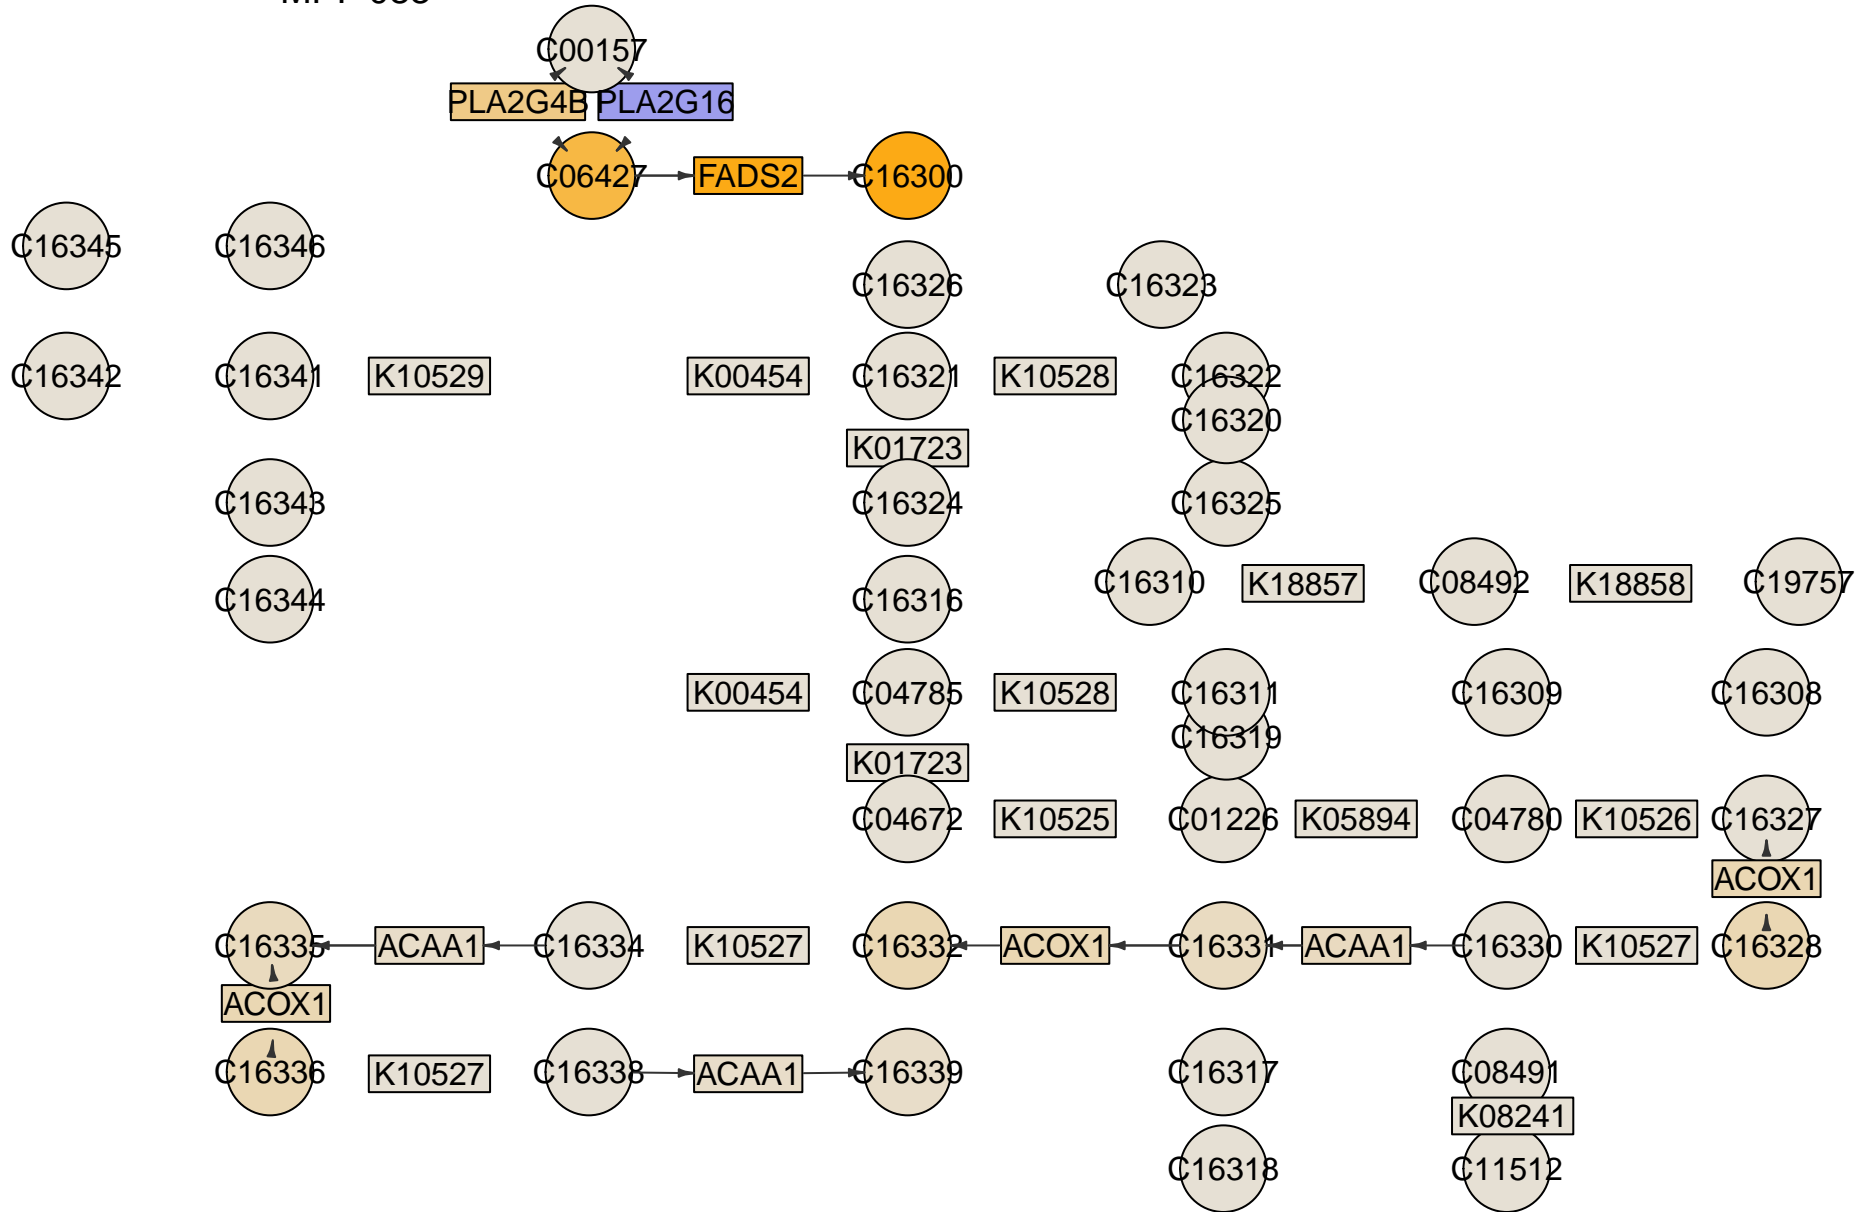 C00157
PLA2G4B PLA2G16
C06427 FADS2 C16300
C16345 C16346
C16326 C16323
C16342 C16341 K10529 K00454 C16321 K10528 C16322
C16320
K01723
C16343 C16324 C16325
C16310 K18857 C08492 K18858 C19757
C16344 C16316
K00454 C04785 K10528 C16311 C16309 C16308
C16319
K01723
C04672 K10525 C01226 K05894 C04780 K10526 C16327
ACOX1
C16335 ACAA1 C16334 K10527 C16332 ACOX1 C16331 ACAA1 C16330 K10527 C16328
ACOX1
C16336 K10527 C16338 ACAA1 C16339 C16317 C08491
K08241
C16318 C11512